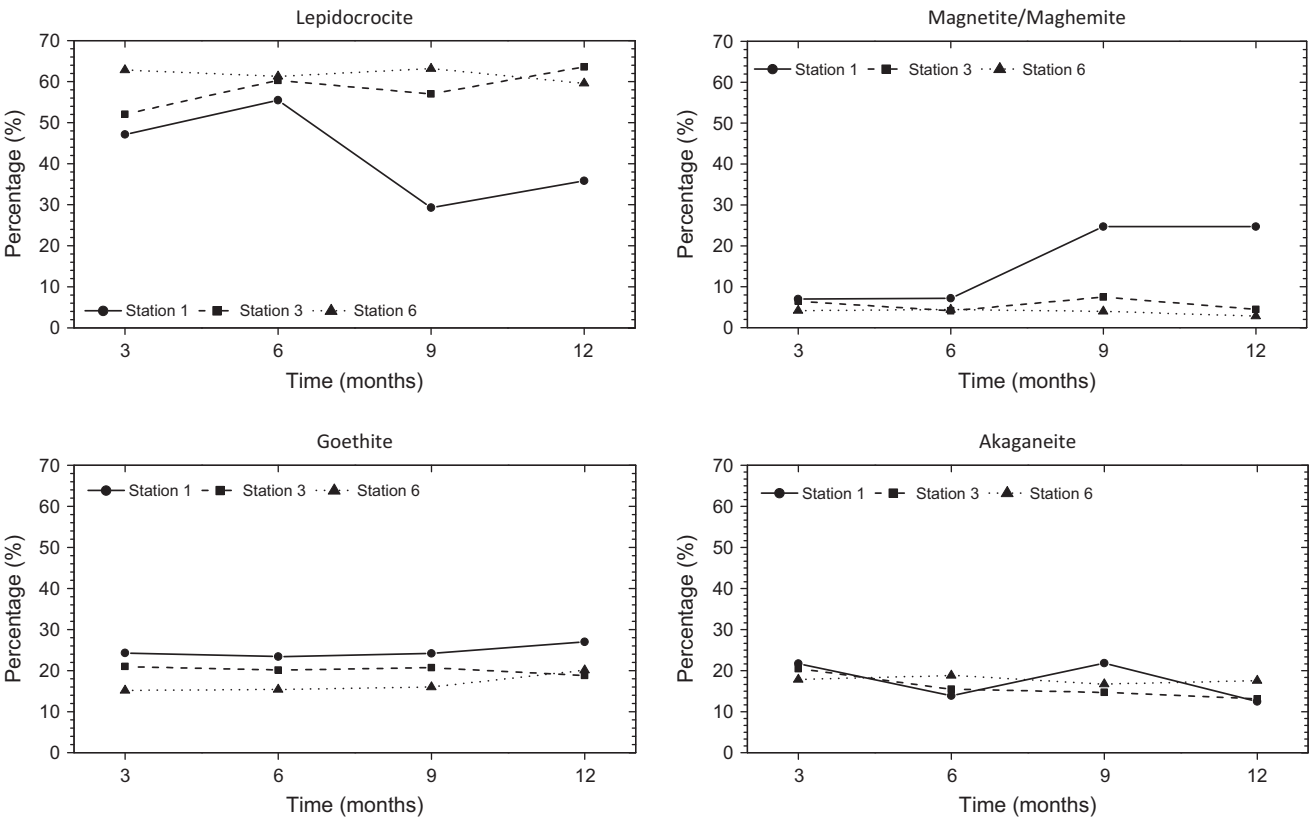 Lepidocrocite
70
60
50
40
30
20
10
0
Percentage (%)
Station 1 Station 3 Station 6
3 6 9 12
Time (months)
Magnetite/Maghemite
70
60
50
40
30
20
10
0
Percentage (%)
Station 1 Station 3 Station 6
3 6 9 12
Time (months)
Goethite
70
60
50
40
30
20
10
0
Percentage (%)
Station 1 Station 3 Station 6
3 6 9 12
Time (months)
Akaganeite
70
60
50
40
30
20
10
0
Percentage (%)
Station 1 Station 3 Station 6
3 6 9 12
Time (months)